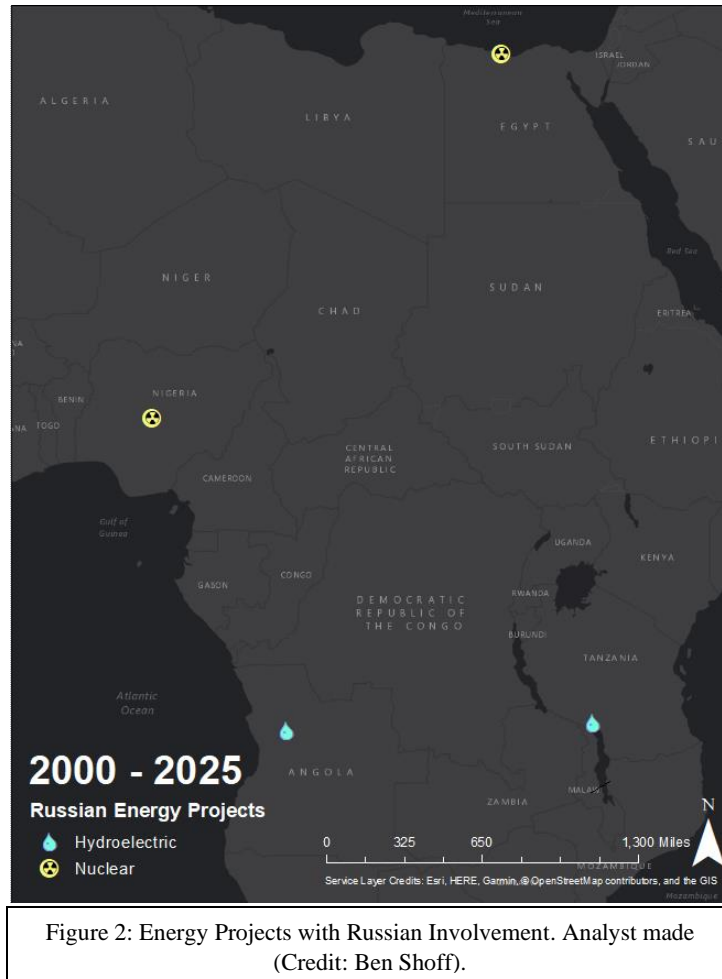 Mediterranean
Sea
ISRAEL
JORDAN
ALGERIA
LIBYA
EGYPT
SAU
Red Sea
NIGER
SUDAN
CHAD
ERITREA
NA
NIGERIA
BENIN
TOGO
ANA
ETHIOPI
SOUTH SUDAN
CENTRAL
AFRICAN
REPUBLIC
CAMEROON
Gulf of
Guinea
UGANDA
KENYA
GABON
CONGO
DEMOCRATIC
REPUBLIC OF
THE CONGO
RWANDA
BURUNDI
TANZANIA
Atlantic
Ocean
ANGOLA
MALAWI
ZAMBIA
MOZAMBIQUE
Mozambique
2000 - 2025
Russian Energy Projects
Hydroelectric
Nuclear
0 325 650 1,300 Miles
N
Service Layer Credits: Esri, HERE, Garmin, © OpenStreetMap contributors, and the GIS
Figure 2: Energy Projects with Russian Involvement. Analyst made
(Credit: Ben Shoff).